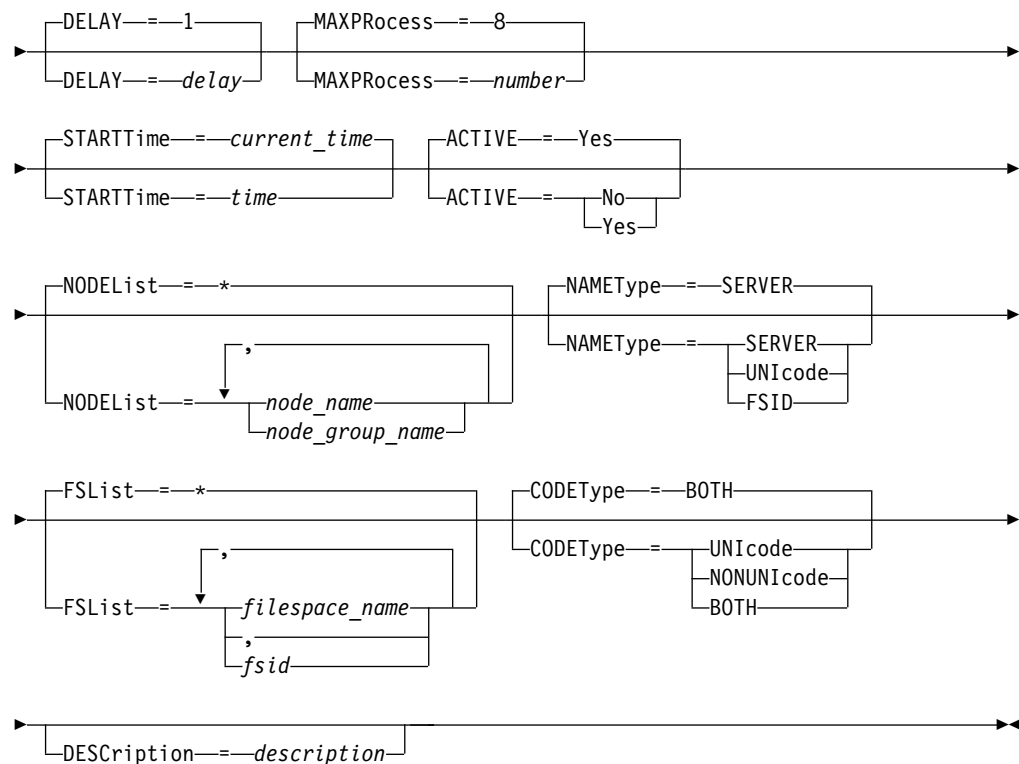 DELAY = 1 MAXPRocess = 8
DELAY = delay MAXPRocess = number
STARTTime = current_time ACTIVE = Yes
STARTTime = time ACTIVE = No
Yes
NODEList = * NAMEType = SERVER
, NAMEType = SERVER
UNIcode
NODEList = node_name FSID
node_group_name
FSList = * CODEType = BOTH
, CODEType = UNIcode
NONUNIcode
FSList = filespace_name BOTH
,
fsid
DESCription = description